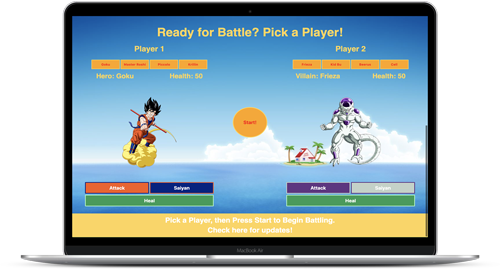 Ready for Battle? Pick a Player!
Player 1
Player 2
Goku
Master Roshi
Piccolo
Krillin
Frieza
Kid Bu
Cell
Hero: Goku
Health: 50
Villain: Frieza
Health: 50
Start!
Attack
Saiyan
Attack
Saiyan
Heal
Heal
Pick a Player, then Press Start to Begin Battling.
Check here for updates!
MacBook Air